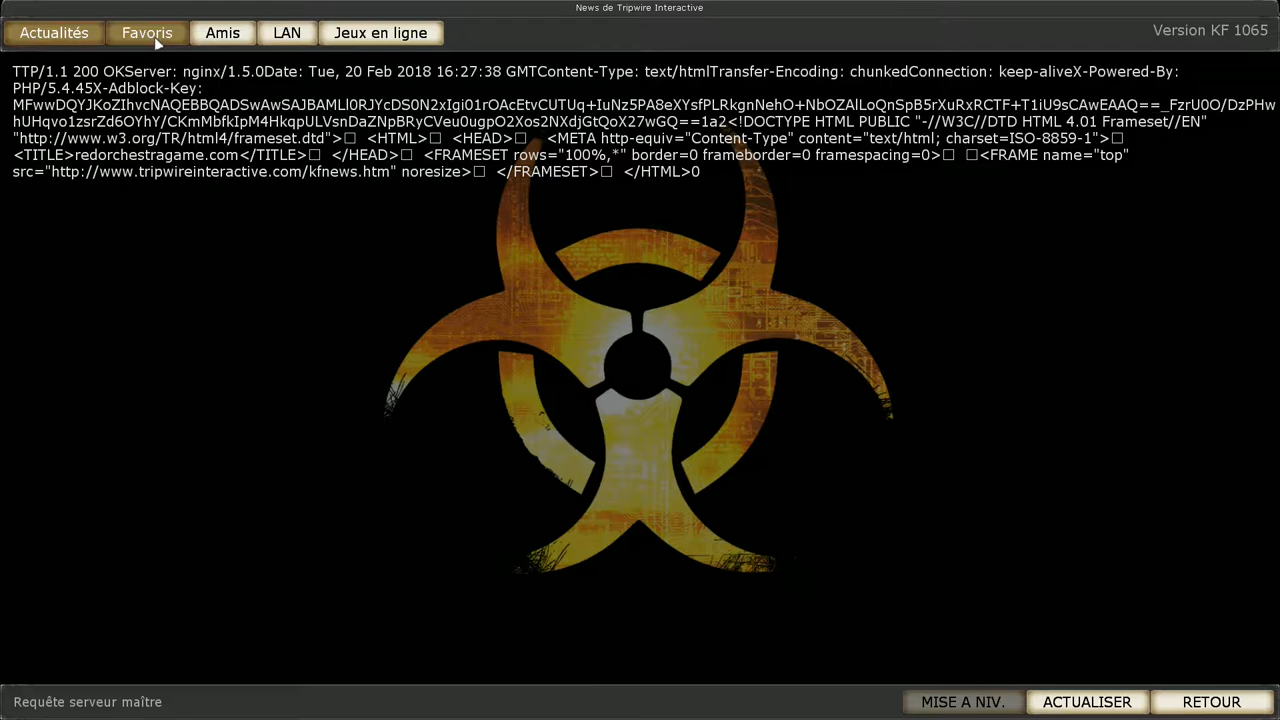 News de Tripwire Interactive
Actualités Favoris Amis LAN Jeux en ligne Version KF 1065
TTP/1.1 200 OKServer: nginx/1.5.0Date: Tue, 20 Feb 2018 16:27:38 GMTContent-Type: text/htmlTransfer-Encoding: chunkedConnection: keep-aliveX-Powered-By:
PHP/5.4.45X-Adblock-Key:
MFwwDQYJKoZIhvcNAQEBBQADSwAwSAJBAMLl0RJYcDS0N2xIgi01rOAcEtvCUTUq+IuNz5PA8eXYsfPLRkgnNehO+NbOZAlLoQnSpB5rXuRxRCTF+T1iU9sCAwEAAQ==_FzrU0O/DzPHw
hUHqvo1zsrZd6OYhY/CKmMbfkIpM4HkqpULVsnDaZNpBRyCVeu0ugpO2Xos2NXdjGtQoX27wGQ==1a2<!DOCTYPE HTML PUBLIC "-//W3C//DTD HTML 4.01 Frameset//EN"
"http://www.w3.org/TR/html4/frameset.dtd">□ <HTML>□ <HEAD>□ <META http-equiv="Content-Type" content="text/html; charset=ISO-8859-1">□
<TITLE>redorchestragame.com</TITLE>□ </HEAD>□ <FRAMESET rows="100%,*" border=0 frameborder=0 framespacing=0>□ □<FRAME name="top"
src="http://www.tripwireinteractive.com/kfnews.htm" noresize>□ </FRAMESET>□ </HTML>0
Requête serveur maître MISE A NIV. ACTUALISER RETOUR